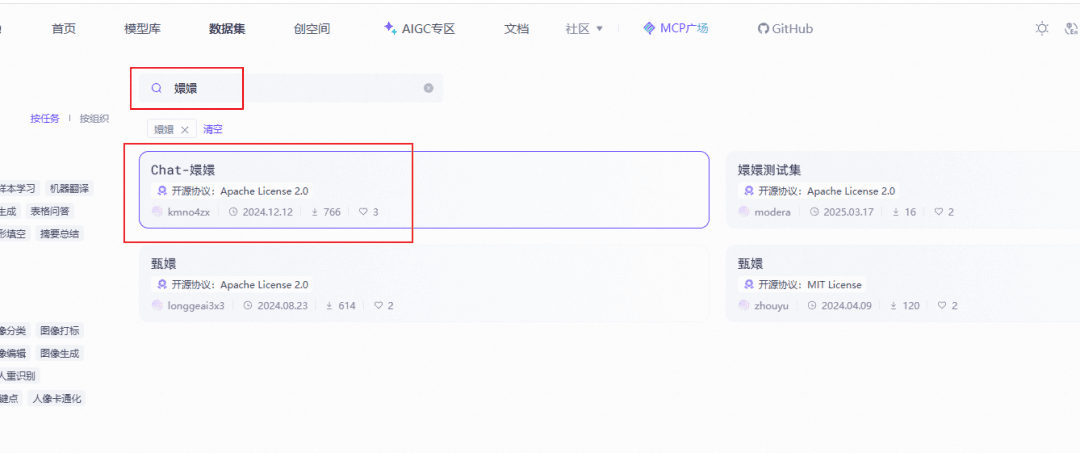 首页 模型库 数据集 创空间 AIGC专区 文档 社区 MCP广场 GitHub
嬛嬛
按任务 按组织
嬛嬛 清空
Chat-嬛嬛
开源协议：Apache License 2.0
kmno4zx 2024.12.12 766 3
嬛嬛测试集
开源协议：Apache License 2.0
modera 2025.03.17 16 2
甄嬛
开源协议：Apache License 2.0
longgeai3x3 2024.08.23 614 2
甄嬛
开源协议：MIT License
zhouyu 2024.04.09 120 2
样本学习 机器翻译
生成 表格问答
填空 摘要总结
像分类 图像打标
像编辑 图像生成
人重识别
键点 人像卡通化